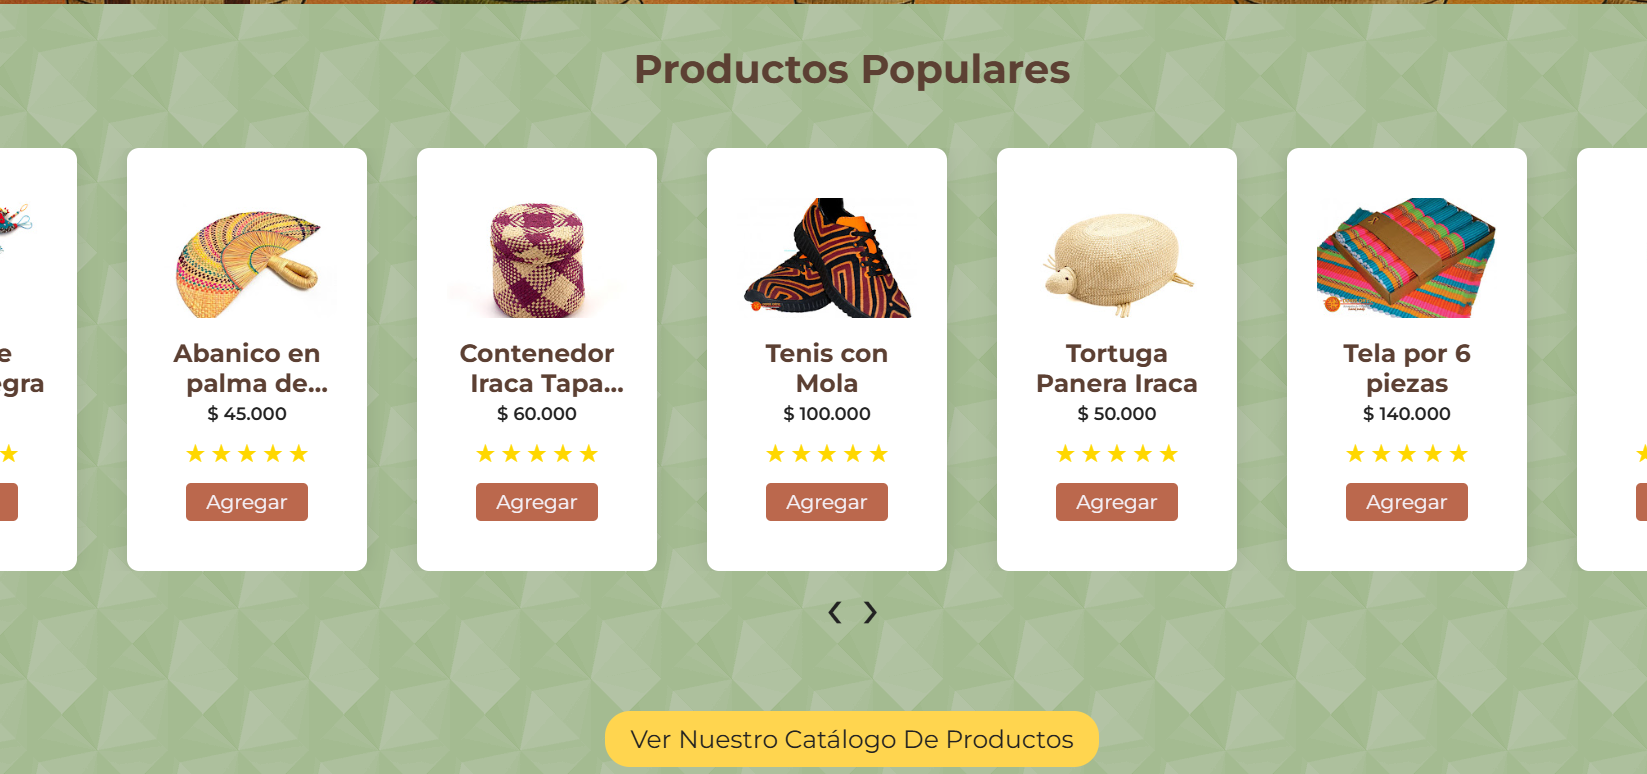 Productos Populares
Abanico en
palma de...
$ 45.000
★★★★★
Agregar
Contenedor
Iraca Tapa...
$ 60.000
★★★★★
Agregar
Tenis con
Mola
$ 100.000
★★★★★
Agregar
Tortuga
Panera Iraca
$ 50.000
★★★★★
Agregar
Tela por 6
piezas
$ 140.000
★★★★★
Agregar
‹ ›
Ver Nuestro Catálogo De Productos